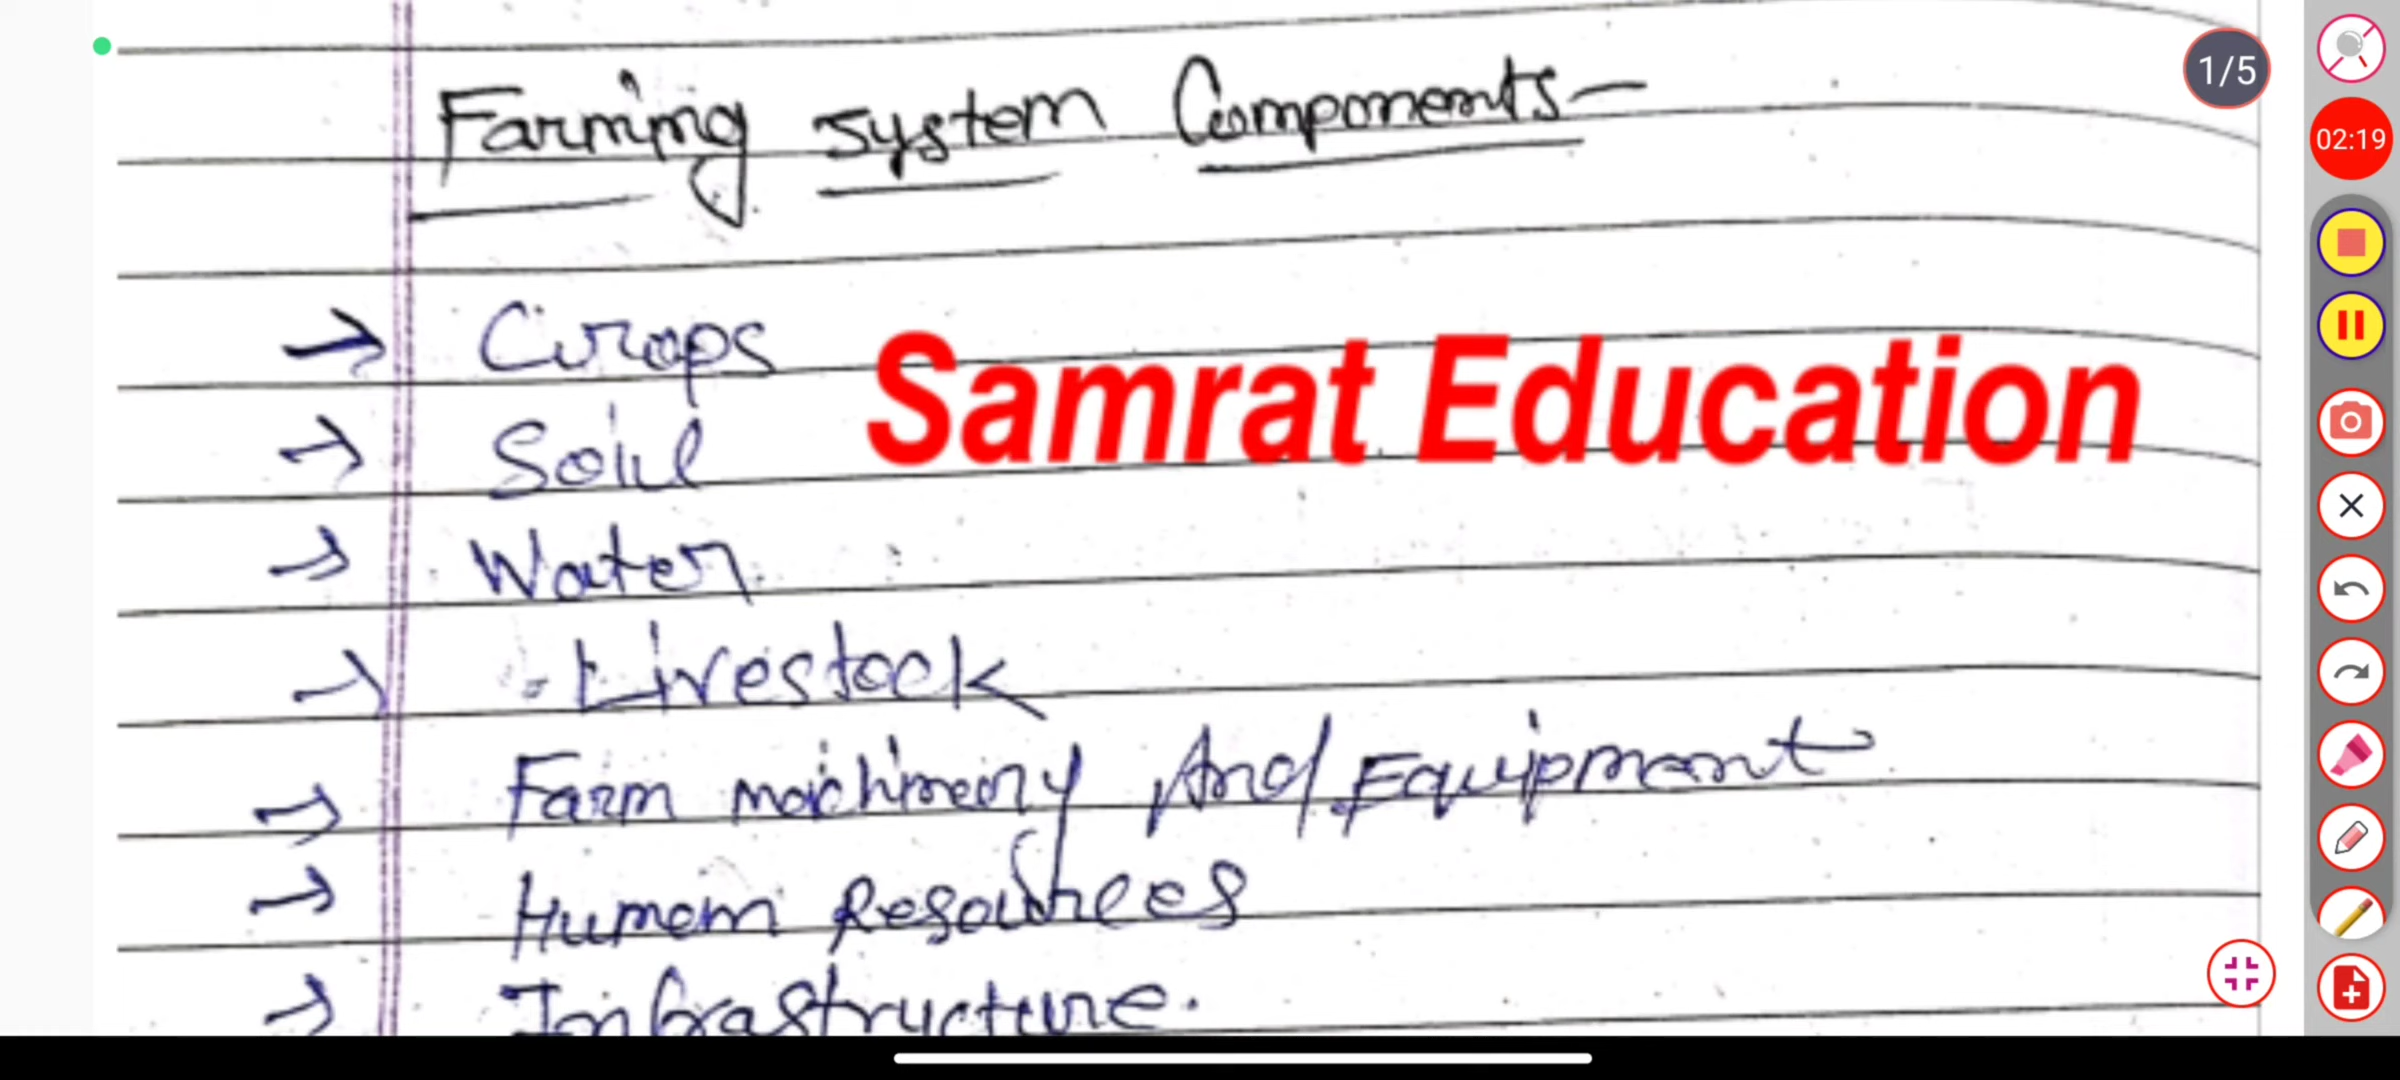 Farming system Components-
1/5
02:19
→ Crops
Samrat Education
→ Soil
→ Water
→ Livestock
→ Farm machinery And Equipment
→ Human Resources
→ Infrastructure.